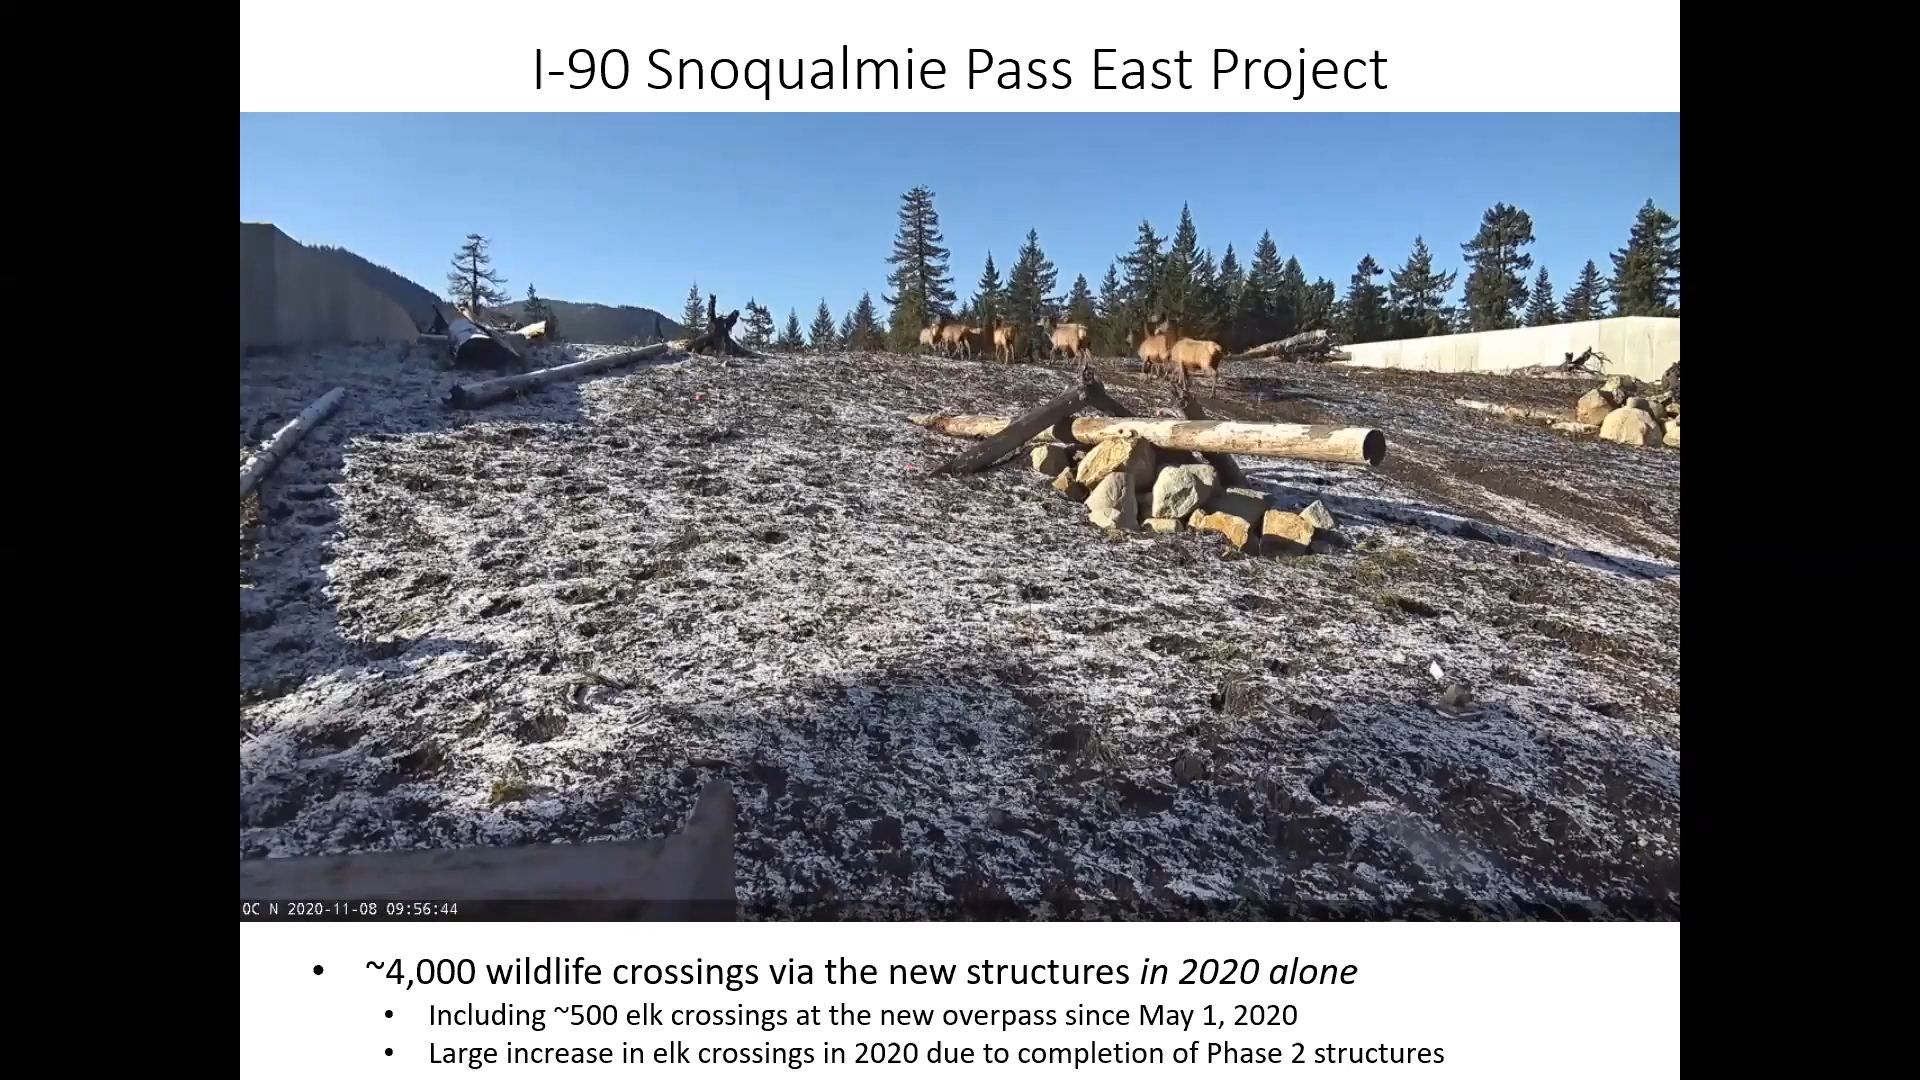 I-90 Snoqualmie Pass East Project
0C N 2020-11-08 09:56:44
• ~4,000 wildlife crossings via the new structures in 2020 alone
• Including ~500 elk crossings at the new overpass since May 1, 2020
• Large increase in elk crossings in 2020 due to completion of Phase 2 structures